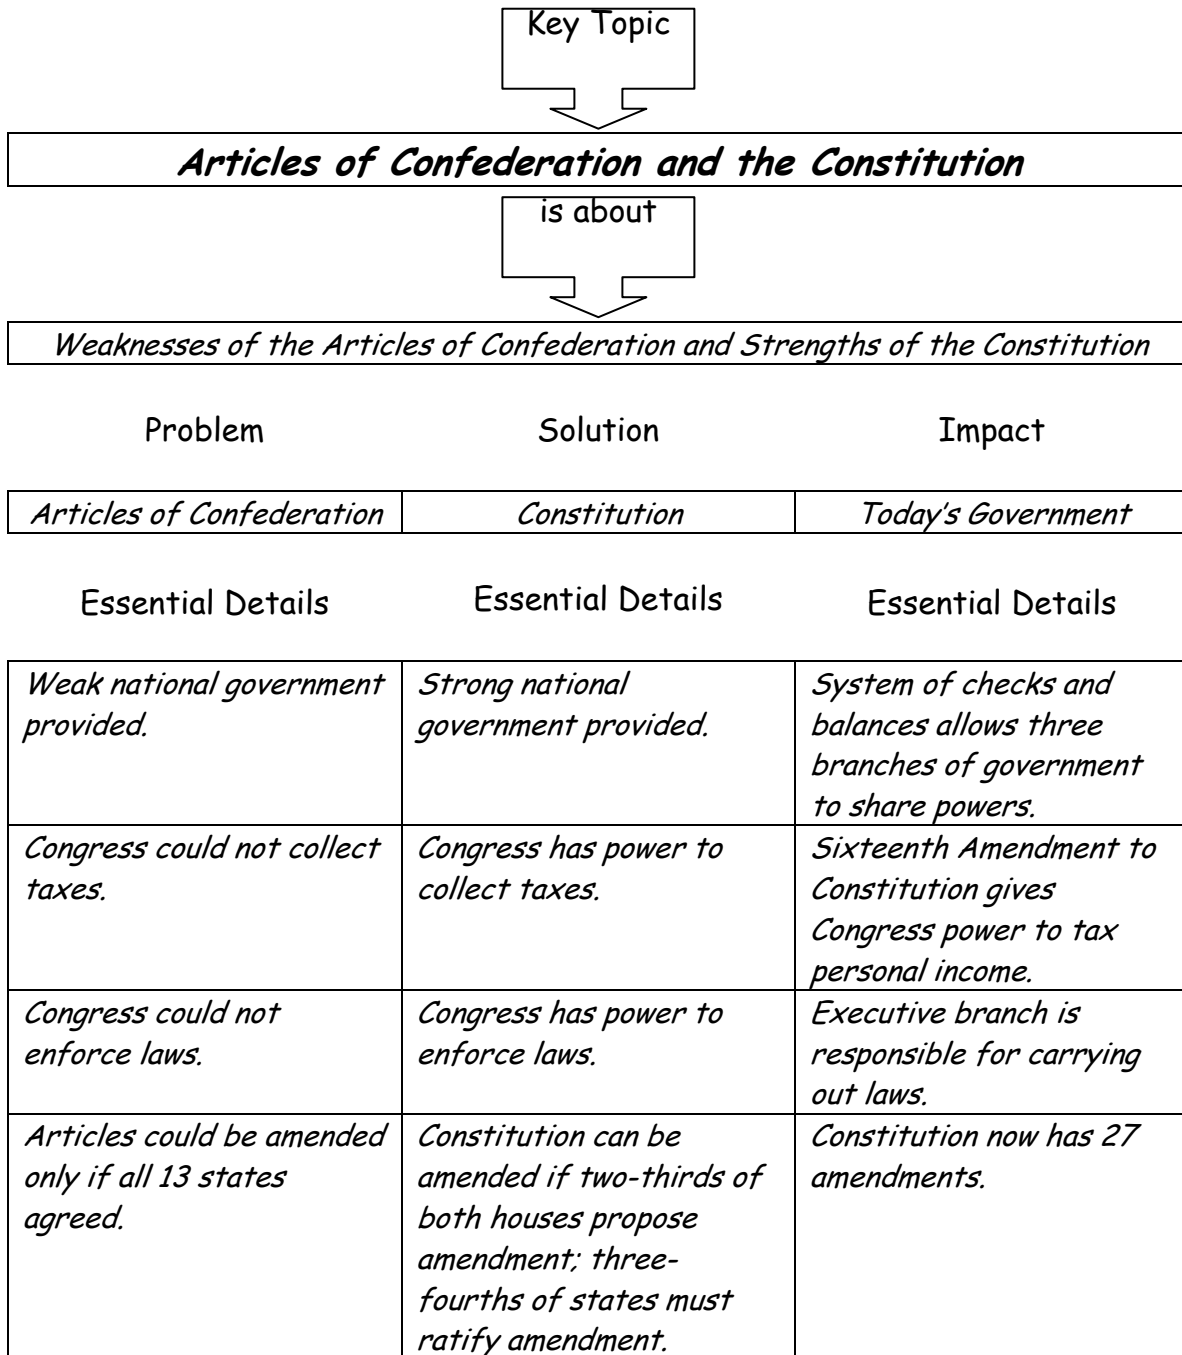 Key Topic
Articles of Confederation and the Constitution
is about
Weaknesses of the Articles of Confederation and Strengths of the Constitution
Problem
Solution
Impact
Articles of Confederation
Constitution
Today's Government
Essential Details
Essential Details
Essential Details
Weak national government
provided.
Strong national
government provided.
System of checks and
balances allows three
branches of government
to share powers.
Congress could not collect
taxes.
Congress has power to
collect taxes.
Sixteenth Amendment to
Constitution gives
Congress power to tax
personal income.
Congress could not
enforce laws.
Congress has power to
enforce laws.
Executive branch is
responsible for carrying
out laws.
Articles could be amended
only if all 13 states
agreed.
Constitution can be
amended if two-thirds of
both houses propose
amendment; three-
fourths of states must
ratify amendment.
Constitution now has 27
amendments.